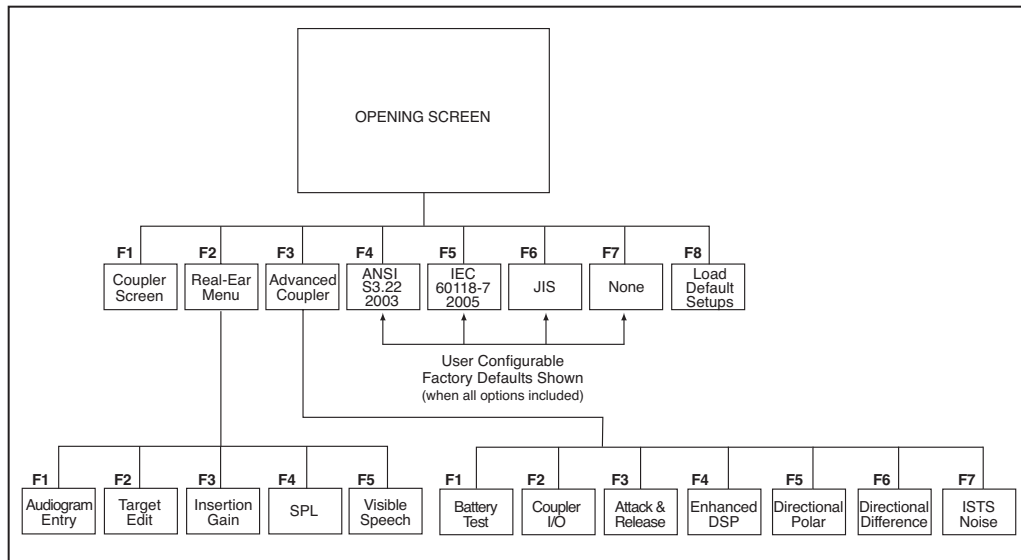 OPENING SCREEN
F1
Coupler
Screen
F2
Real-Ear
Menu
F3
Advanced
Coupler
F4
ANSI
S3.22
2003
F5
IEC
60118-7
2005
F6
JIS
F7
None
F8
Load
Default
Setups
User Configurable
Factory Defaults Shown
(when all options included)
F1
Audiogram
Entry
F2
Target
Edit
F3
Insertion
Gain
F4
SPL
F5
Visible
Speech
F1
Battery
Test
F2
Coupler
I/O
F3
Attack &
Release
F4
Enhanced
DSP
F5
Directional
Polar
F6
Directional
Difference
F7
ISTS
Noise